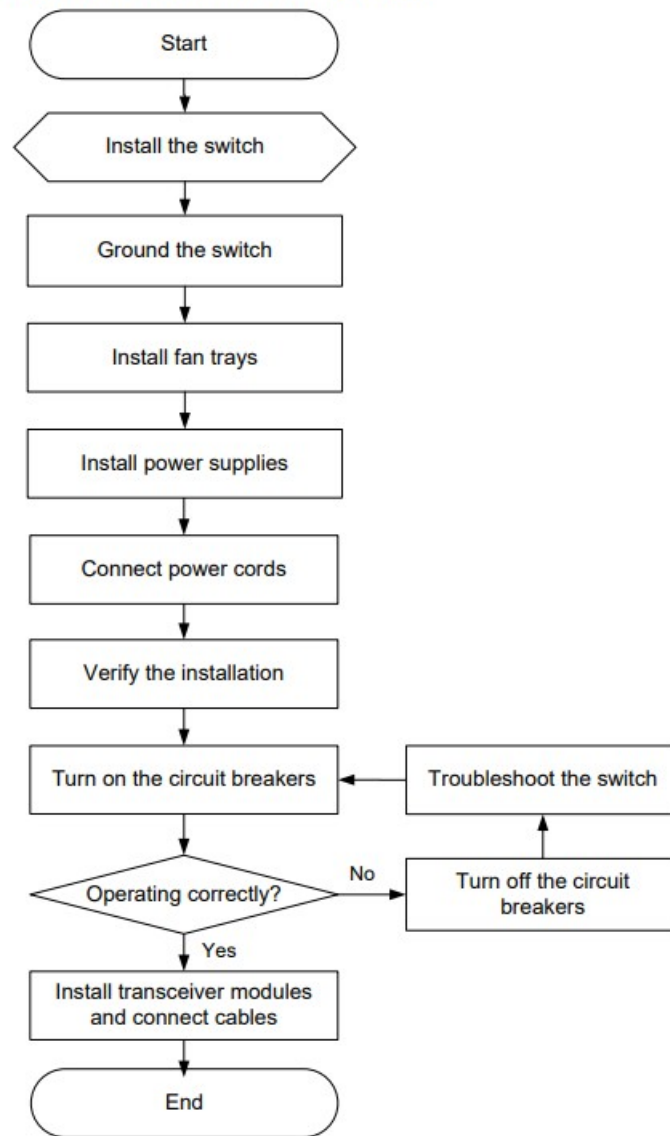 Start
Install the switch
Ground the switch
Install fan trays
Install power supplies
Connect power cords
Verify the installation
Turn on the circuit breakers
Troubleshoot the switch
Operating correctly?
No
Turn off the circuit
breakers
Yes
Install transceiver modules
and connect cables
End